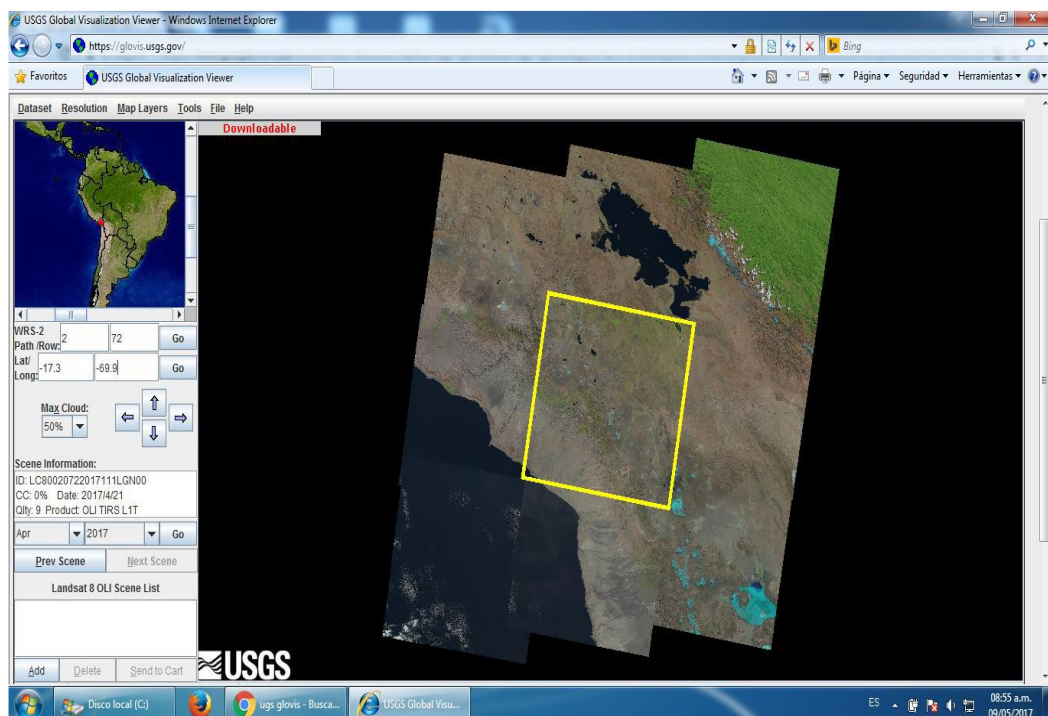 USGS Global Visualization Viewer - Windows Internet Explorer
https://glovis.usgs.gov/
Bing
Favoritos USGS Global Visualization Viewer
Página Seguridad Herramientas
Dataset Resolution Map Layers Tools File Help
Downloadable
WRS-2
Path /Row: 2 72 Go
Lat/
Long: -17.3 -69.9 Go
Max Cloud:
50%
Scene Information:
ID: LC80020722017111LGN00
CC: 0% Date: 2017/4/21
Qlty: 9 Product: OLI TIRS L1T
Apr 2017 Go
Prev Scene Next Scene
Landsat 8 OLI Scene List
Add Delete Send to Cart
USGS
Disco local (C:) ugs glovis - Busca... USGS Global Visu... ES 08:55 a.m.
09/05/2017